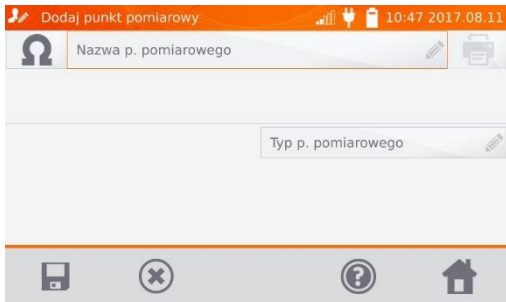 Dodaj punkt pomiarowy 10:47 2017.08.11
Ω Nazwa p. pomiarowego
Typ p. pomiarowego
?